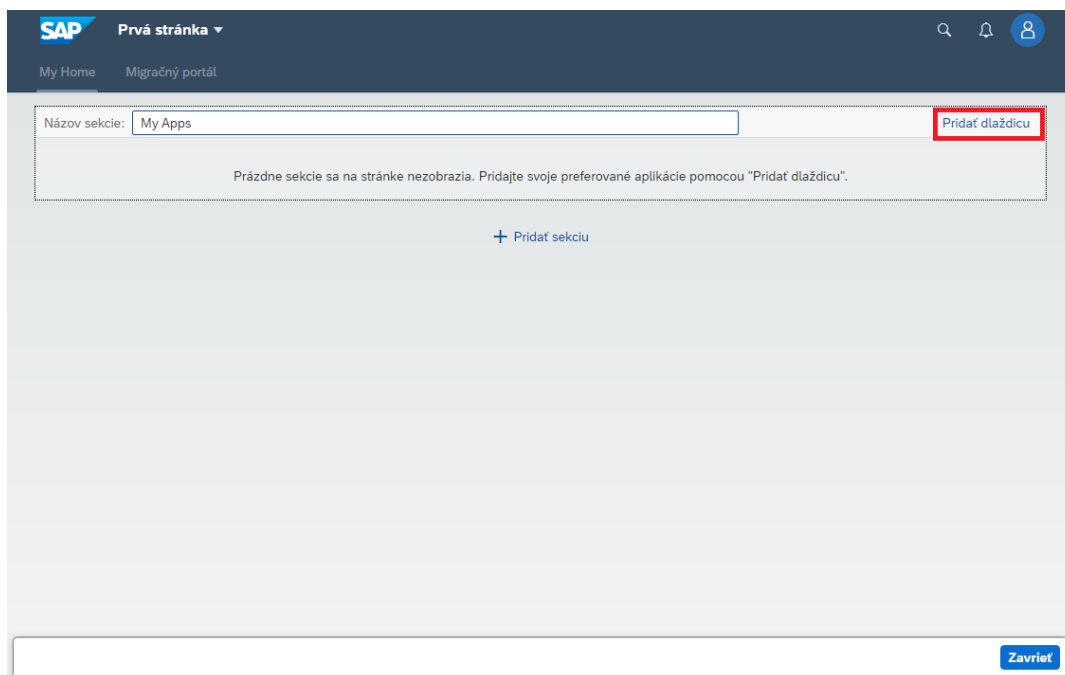 SAP Prvá stránka
My Home Migračný portál
Názov sekcie: My Apps Pridať dlaždicu
Prázdne sekcie sa na stránke nezobrazia. Pridajte svoje preferované aplikácie pomocou "Pridať dlaždicu".
+ Pridať sekciu
Zavrieť